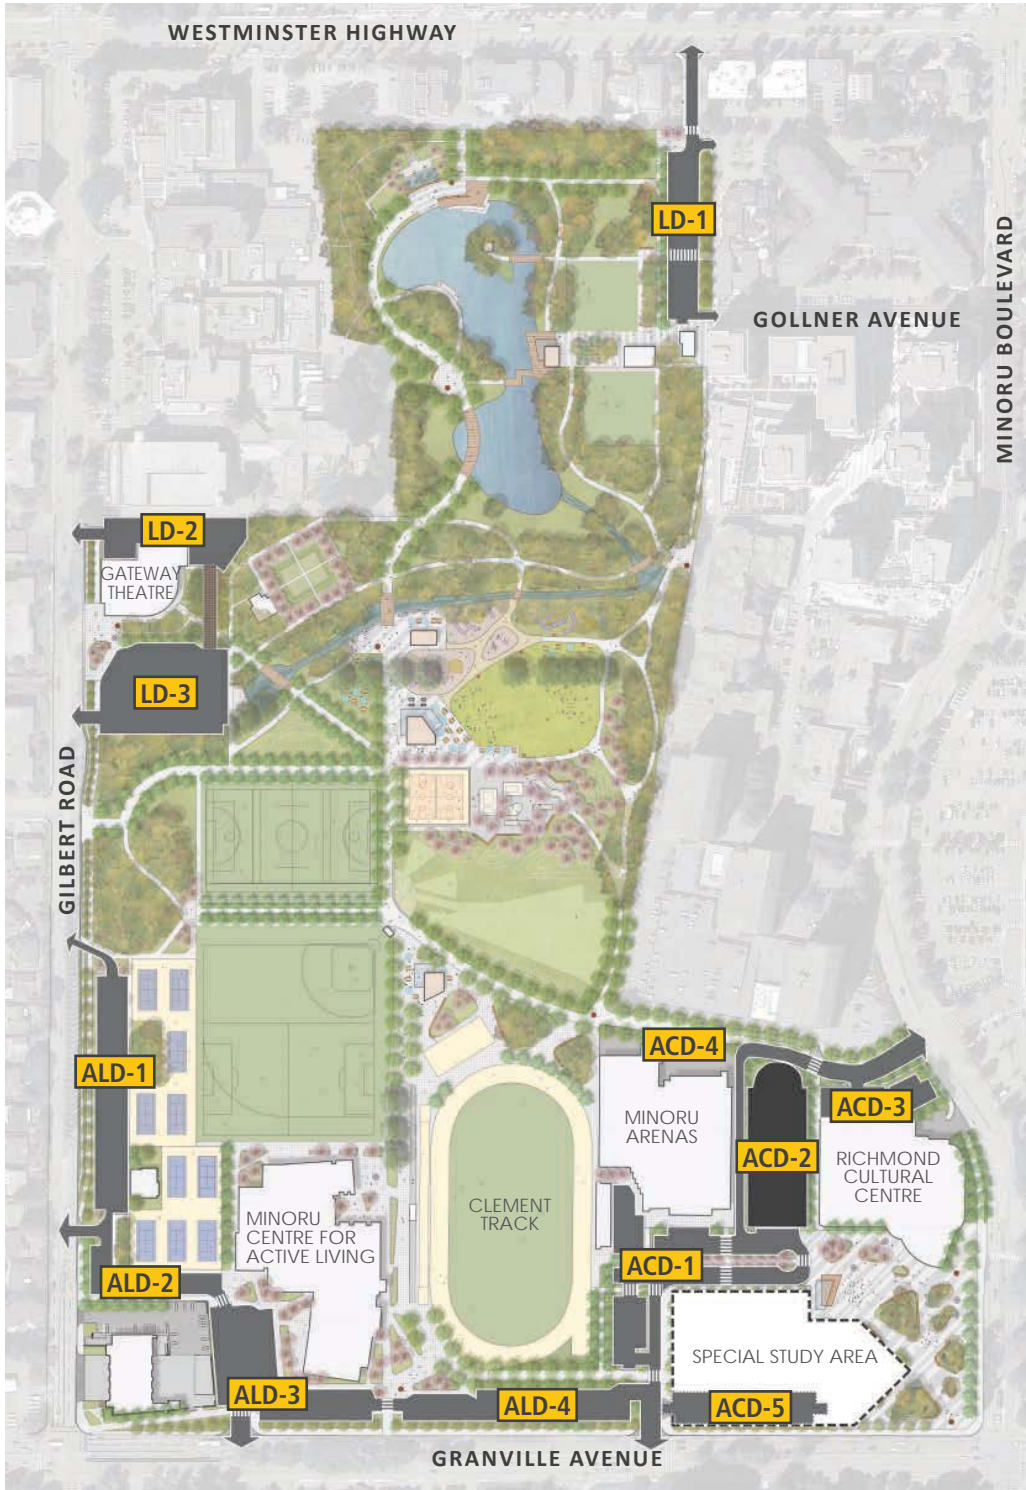 WESTMINSTER HIGHWAY
LD-1
MINORU BOULEVARD
GOLLNER AVENUE
LD-2
GATEWAY
THEATRE
LD-3
GILBERT ROAD
ALD-1
ACD-4
ACD-3
MINORU
ARENAS
ACD-2
RICHMOND
CULTURAL
CENTRE
CLEMENT
TRACK
MINORU
CENTRE FOR
ACTIVE LIVING
ACD-1
ALD-2
SPECIAL STUDY AREA
ALD-3
ALD-4
ACD-5
GRANVILLE AVENUE